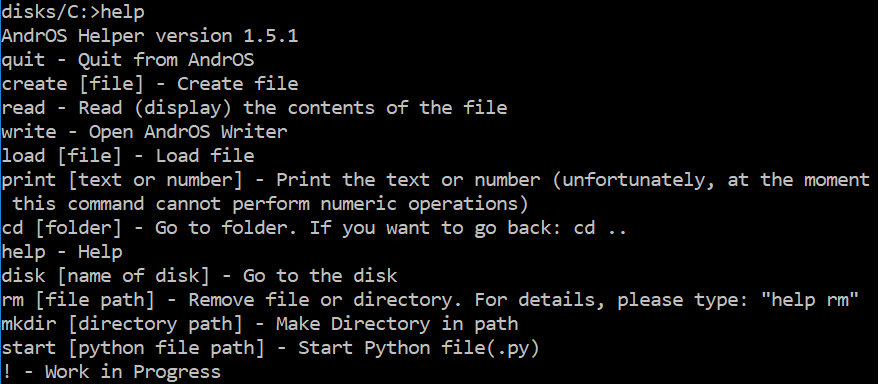 disks/C:>help
AndrOS Helper version 1.5.1
quit - Quit from AndrOS
create [file] - Create file
read - Read (display) the contents of the file
write - Open AndrOS Writer
load [file] - Load file
print [text or number] - Print the text or number (unfortunately, at the moment
this command cannot perform numeric operations)
cd [folder] - Go to folder. If you want to go back: cd ..
help - Help
disk [name of disk] - Go to the disk
rm [file path] - Remove file or directory. For details, please type: "help rm"
mkdir [directory path] - Make Directory in path
start [python file path] - Start Python file(.py)
! - Work in Progress